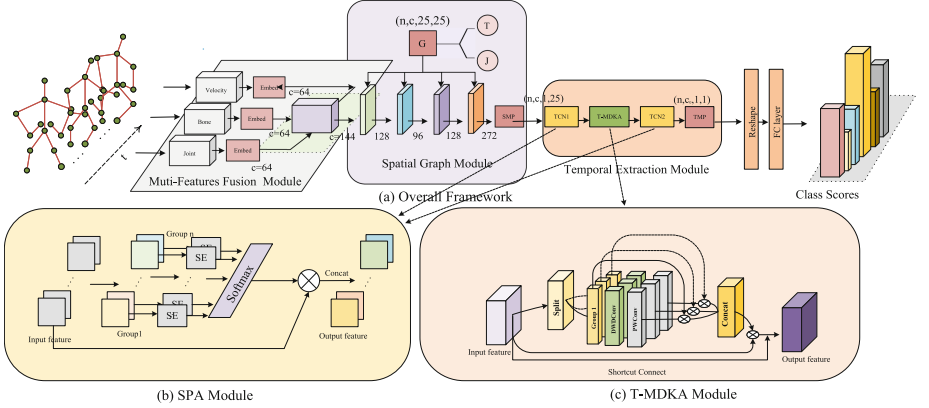 (n,c,25,25)
T
G
J
Velocity
Embed
c=64
Bone
Embed
c=64
Joint
Embed
c=64
c=144
128
96
128
272
SMP
Muti-Features Fusion Module
Spatial Graph Module
(n,c,1,25)
(n,c,,1,1)
TCN1
T-MDKA
TCN2
TMP
Temporal Extraction Module
Reshape
FC layer
Class Scores
(a) Overall Framework
Group n
SE
SE
Softmax
Concat
Input feature
Group1
Output feature
(b) SPA Module
Split
Group 1
DWDConv
PWConv
Concat
Input feature
Output feature
Shortcut Connect
(c) T-MDKA Module